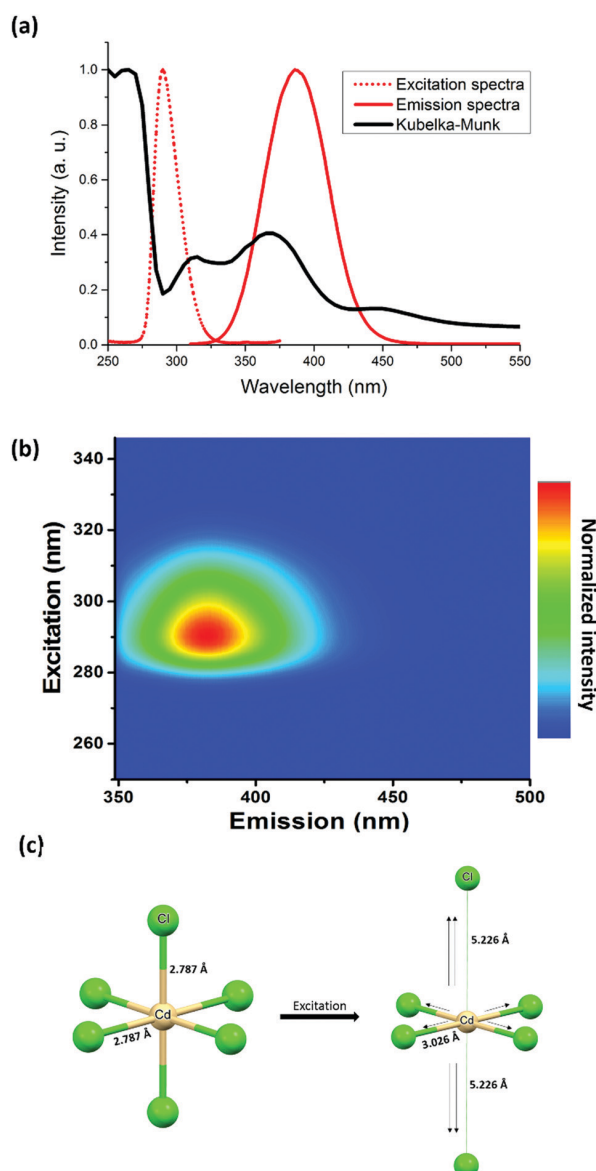 (a)
Intensity (a. u.)
1.0
0.8
0.6
0.4
0.2
0.0
Excitation spectra
Emission spectra
Kubelka-Munk
250 300 350 400 450 500 550
Wavelength (nm)
(b)
Excitation (nm)
340
320
300
280
260
350 400 450 500
Emission (nm)
Normalized intensity
(c)
Cl
2.787 Å
Cd
2.787 Å
Excitation
Cl
5.226 Å
Cd
3.026 Å
5.226 Å